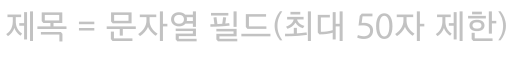 제목 = 문자열 필드(최대 50자 제한)